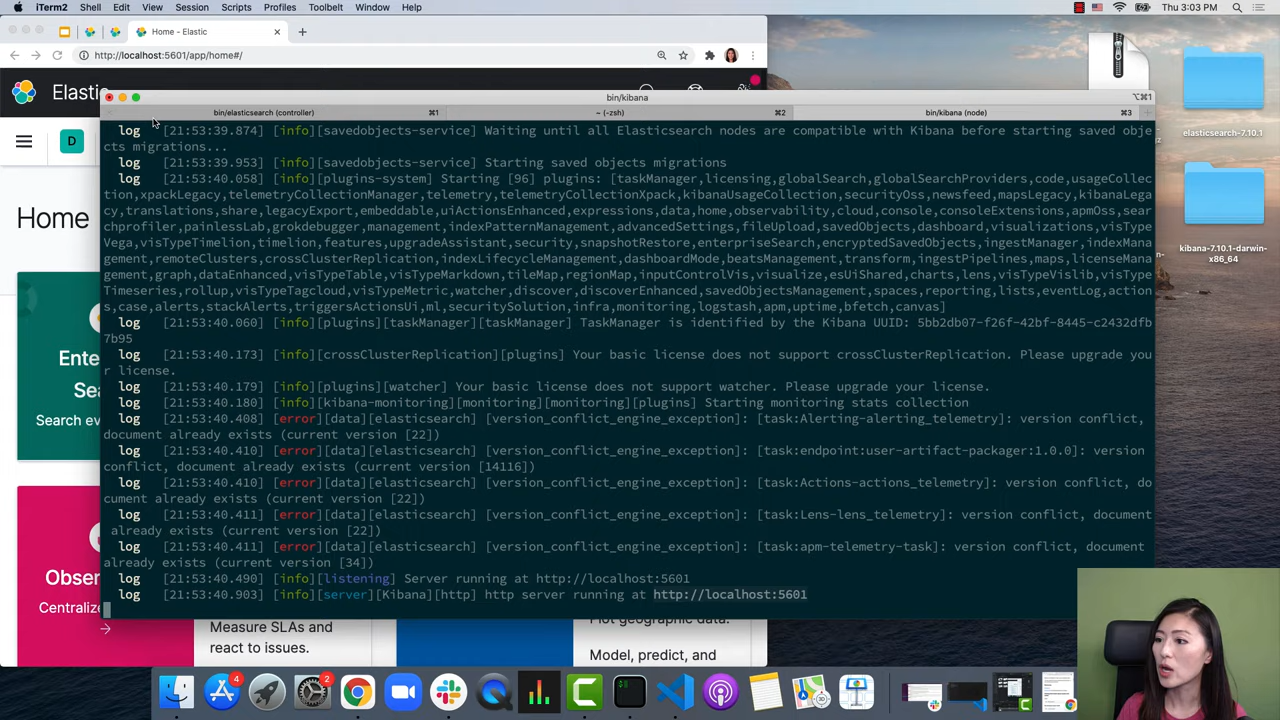 iTerm2 Shell Edit View Session Scripts Profiles Toolbelt Window Help
Thu 3:03 PM
Home - Elastic
http://localhost:5601/app/home#/
Elastic
D
Home
bin/kibana
⌥⌘1
bin/elasticsearch (controller) ⌘1
~ (-zsh) ⌘2
bin/kibana (node) ⌘3
log [21:53:39.874] [info][savedobjects-service] Waiting until all Elasticsearch nodes are compatible with Kibana before starting saved obje
cts migrations...
log [21:53:39.953] [info][savedobjects-service] Starting saved objects migrations
log [21:53:40.058] [info][plugins-system] Starting [96] plugins: [taskManager,licensing,globalSearch,globalSearchProviders,code,usageCollec
tion,xpackLegacy,telemetryCollectionManager,telemetry,telemetryCollectionXpack,kibanaUsageCollection,securityOss,newsfeed,mapsLegacy,kibanaLega
cy,translations,share,legacyExport,embeddable,uiActionsEnhanced,expressions,data,home,observability,cloud,console,consoleExtensions,apmOss,sear
chprofiler,painlessLab,grokdebugger,management,indexPatternManagement,advancedSettings,fileUpload,savedObjects,dashboard,visualizations,visType
Vega,visTypeTimelion,timelion,features,upgradeAssistant,security,snapshotRestore,enterpriseSearch,encryptedSavedObjects,ingestManager,indexMana
gement,remoteClusters,crossClusterReplication,indexLifecycleManagement,dashboardMode,beatsManagement,transform,ingestPipelines,maps,licenseMana
gement,graph,dataEnhanced,visTypeTable,visTypeMarkdown,tileMap,regionMap,inputControlVis,visualize,esUiShared,charts,lens,visTypeVislib,visType
Timeseries,rollup,visTypeTagcloud,visTypeMetric,watcher,discover,discoverEnhanced,savedObjectsManagement,spaces,reporting,lists,eventLog,action
s,case,alerts,stackAlerts,triggersActionsUi,ml,securitySolution,infra,monitoring,logstash,apm,uptime,bfetch,canvas]
log [21:53:40.060] [info][plugins][taskManager][taskManager] TaskManager is identified by the Kibana UUID: 5bb2db07-f26f-42bf-8445-c2432dfb
7b95
log [21:53:40.173] [info][crossClusterReplication][plugins] Your basic license does not support crossClusterReplication. Please upgrade you
r license.
log [21:53:40.179] [info][plugins][watcher] Your basic license does not support watcher. Please upgrade your license.
log [21:53:40.180] [info][kibana-monitoring][monitoring][monitoring][plugins] Starting monitoring stats collection
log [21:53:40.408] [error][data][elasticsearch] [version_conflict_engine_exception]: [task:Alerting-alerting_telemetry]: version conflict,
document already exists (current version [22])
log [21:53:40.410] [error][data][elasticsearch] [version_conflict_engine_exception]: [task:endpoint:user-artifact-packager:1.0.0]: version
conflict, document already exists (current version [14116])
log [21:53:40.410] [error][data][elasticsearch] [version_conflict_engine_exception]: [task:Actions-actions_telemetry]: version conflict, do
cument already exists (current version [22])
log [21:53:40.411] [error][data][elasticsearch] [version_conflict_engine_exception]: [task:Lens-lens_telemetry]: version conflict, document
already exists (current version [22])
log [21:53:40.411] [error][data][elasticsearch] [version_conflict_engine_exception]: [task:apm-telemetry-task]: version conflict, document
already exists (current version [34])
log [21:53:40.490] [info][listening] Server running at http://localhost:5601
log [21:53:40.903] [info][server][Kibana][http] http server running at http://localhost:5601
Ente
Sea
Search e
Obser
Centraliz
Measure SLAs and
react to issues.
Plot geographic data.
Model, predict, and
elasticsearch-7.10.1
kibana-7.10.1-darwin
-x86_64
4
2